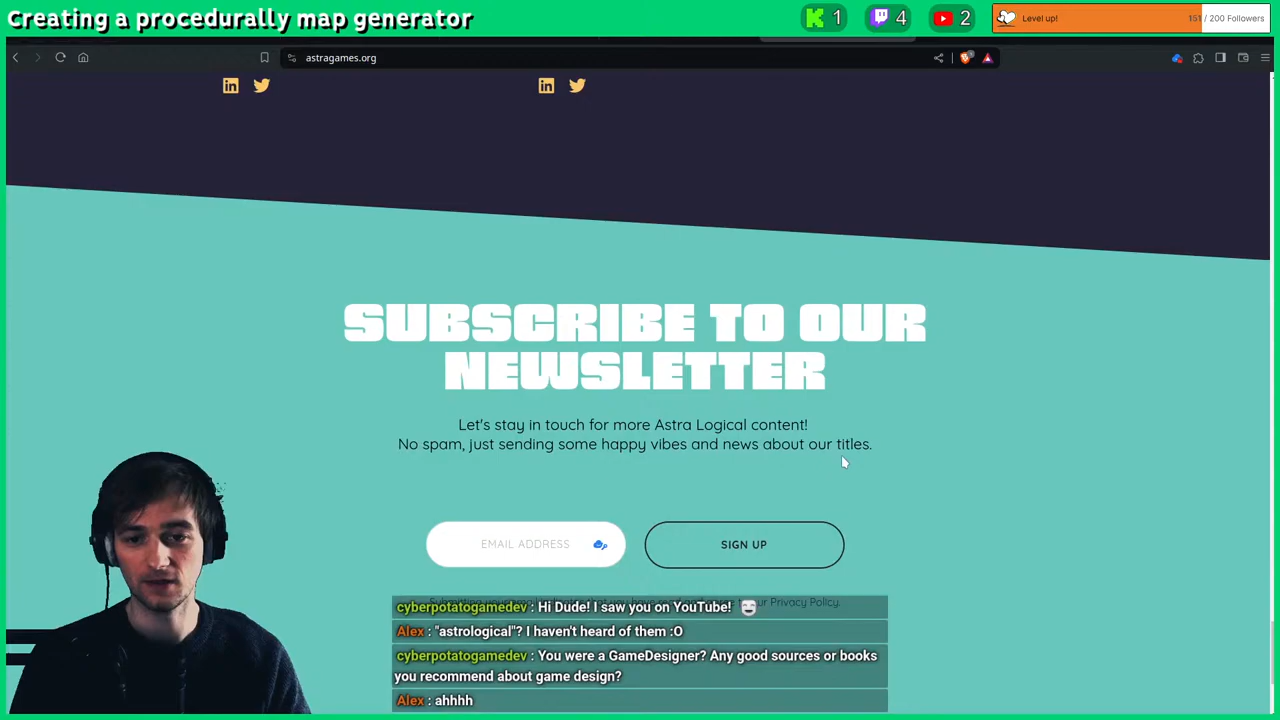 Creating a procedurally map generator
1
4
2
Level up!
151 / 200 Followers
astragames.org
SUBSCRIBE TO OUR
NEWSLETTER
Let's stay in touch for more Astra Logical content!
No spam, just sending some happy vibes and news about our titles.
EMAIL ADDRESS
SIGN UP
Privacy Policy.
cyberpotatogamedev : Hi Dude! I saw you on YouTube!
Alex : "astrological"? I haven't heard of them :O
cyberpotatogamedev : You were a GameDesigner? Any good sources or books
you recommend about game design?
Alex : ahhhh